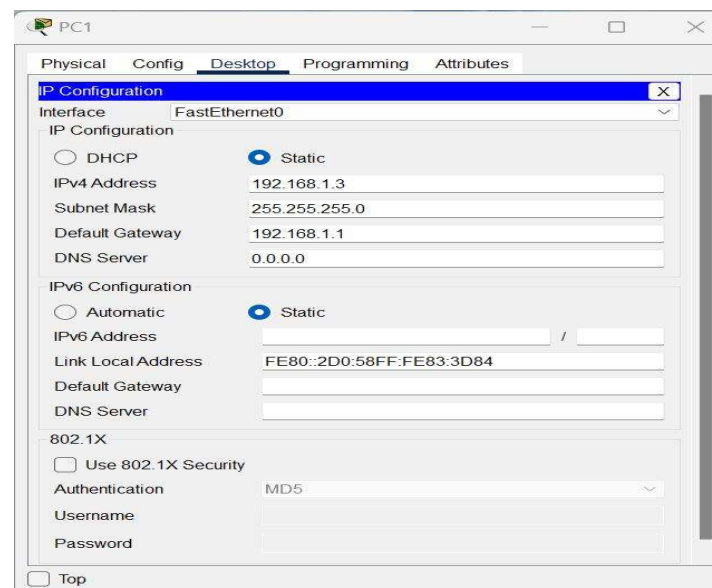 PC1
Physical Config Desktop Programming Attributes
IP Configuration X
Interface FastEthernet0
IP Configuration
DHCP Static
IPv4 Address 192.168.1.3
Subnet Mask 255.255.255.0
Default Gateway 192.168.1.1
DNS Server 0.0.0.0
IPv6 Configuration
Automatic Static
IPv6 Address /
Link Local Address FE80::2D0:58FF:FE83:3D84
Default Gateway
DNS Server
802.1X
Use 802.1X Security
Authentication MD5
Username
Password
Top